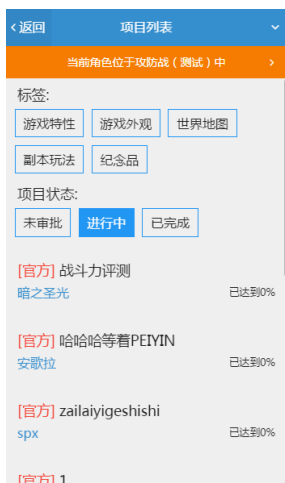 返回 项目列表
当前角色位于攻防战（测试）中
标签:
游戏特性 游戏外观 世界地图
副本玩法 纪念品
项目状态:
未审批 进行中 已完成
[官方] 战斗力评测
暗之圣光 已达到0%
[官方] 哈哈哈等着PEIYIN
安歌拉 已达到0%
[官方] zailaiyigeshishi
spx 已达到0%
[官方] 1